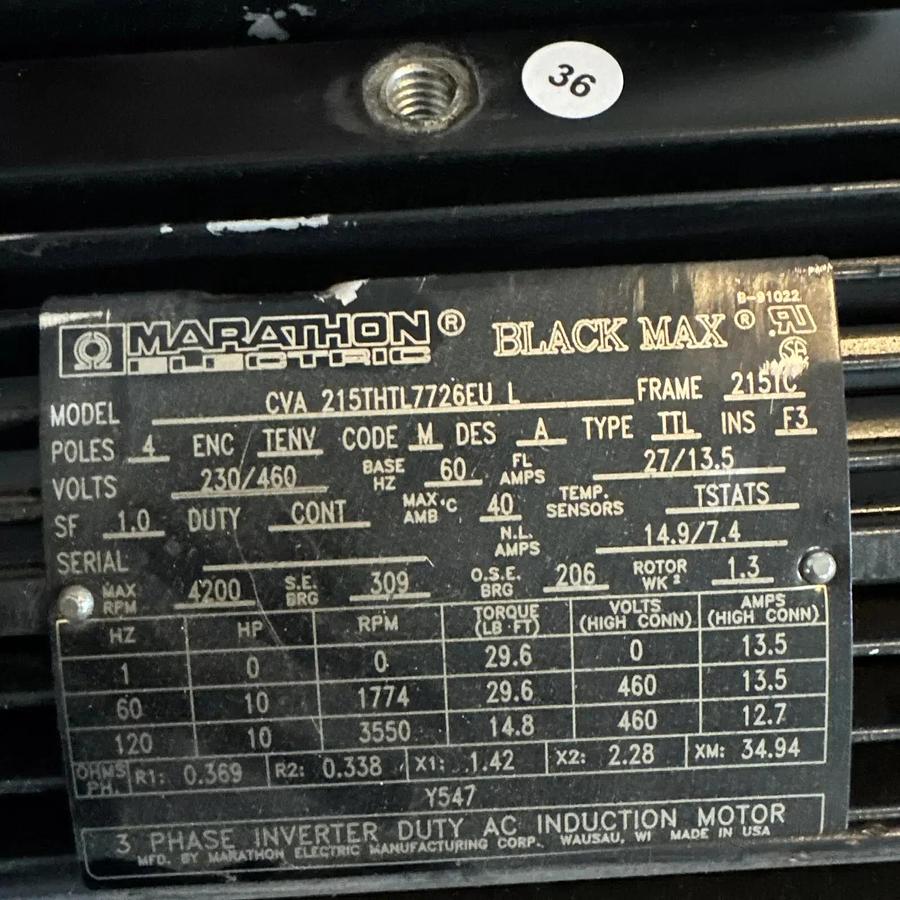 36
B-91022
MARATHON ® BLACK MAX ®
ELECTRIC
MODEL CVA 215THTL7726EU L FRAME 215TC
POLES 4 ENC TENV CODE M DES A TYPE TTL INS F3
VOLTS 230/460 BASE HZ 60 FL AMPS 27/13.5
SF 1.0 DUTY CONT MAX AMB °C 40 TEMP. SENSORS TSTATS
SERIAL N.L. AMPS 14.9/7.4
MAX RPM 4200 S.E. BRG 309 O.S.E. BRG 206 ROTOR WK² 1.3
HZ HP RPM TORQUE (LB FT) VOLTS (HIGH CONN) AMPS (HIGH CONN)
1 0 0 29.6 0 13.5
60 10 1774 29.6 460 13.5
120 10 3550 14.8 460 12.7
OHMS PH. R1: 0.369 R2: 0.338 X1: 1.42 X2: 2.28 XM: 34.94
Y547
3 PHASE INVERTER DUTY AC INDUCTION MOTOR
MFD. BY MARATHON ELECTRIC MANUFACTURING CORP., WAUSAU, WI MADE IN USA